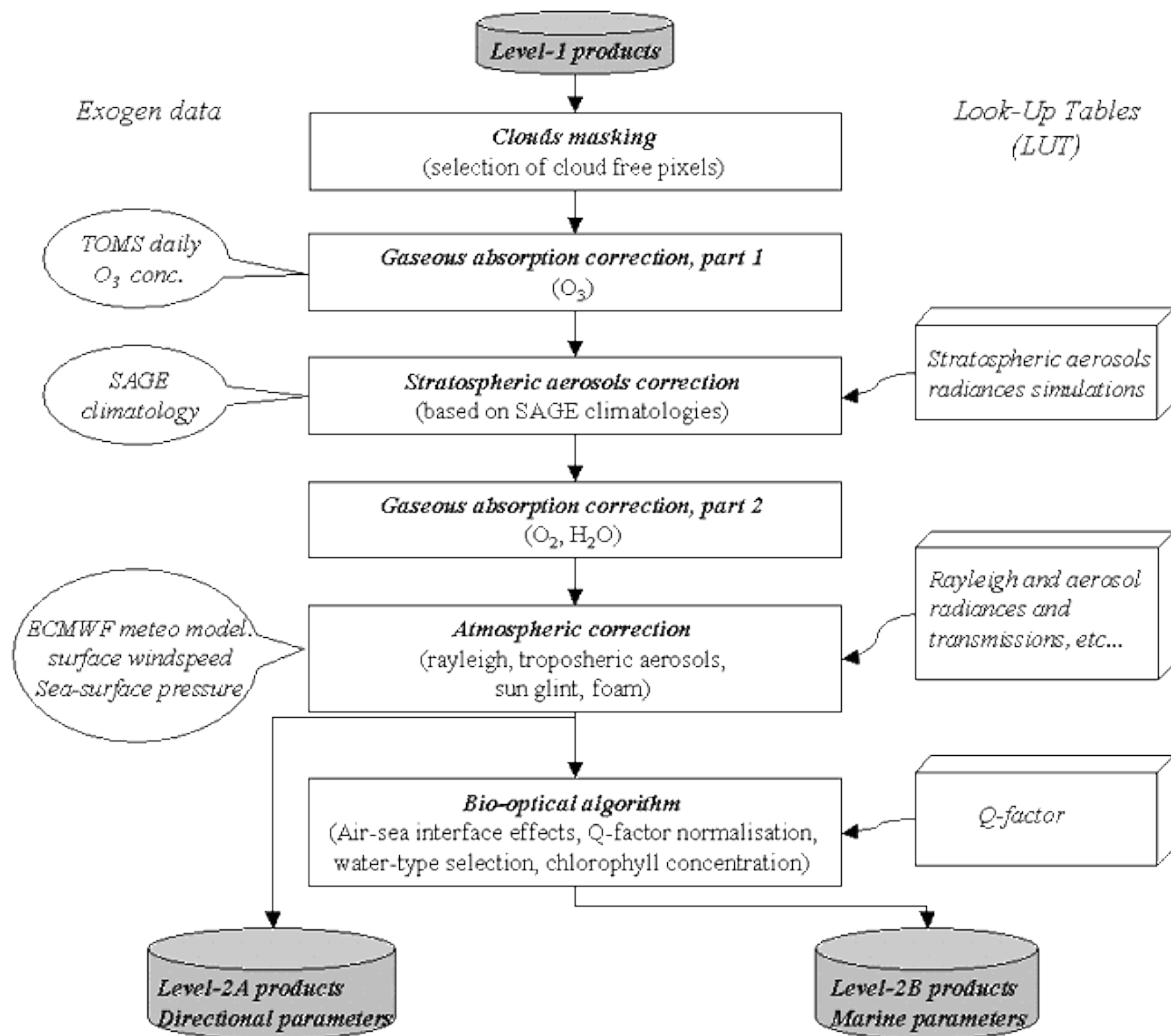 Level-1 products
Exogen data
Look-Up Tables
(LUT)
Clouds masking
(selection of cloud free pixels)
TOMS daily
O3 conc.
Gaseous absorption correction, part 1
(O3)
SAGE
climatology
Stratospheric aerosols correction
(based on SAGE climatologies)
Stratospheric aerosols
radiances simulations
Gaseous absorption correction, part 2
(O2, H2O)
ECMWF meteo model.
surface windspeed
Sea-surface pressure
Atmospheric correction
(rayleigh, troposheric aerosols,
sun glint, foam)
Rayleigh and aerosol
radiances and
transmissions, etc...
Bio-optical algorithm
(Air-sea interface effects, Q-factor normalisation,
water-type selection, chlorophyll concentration)
Q-factor
Level-2A products
Directional parameters
Level-2B products
Marine parameters